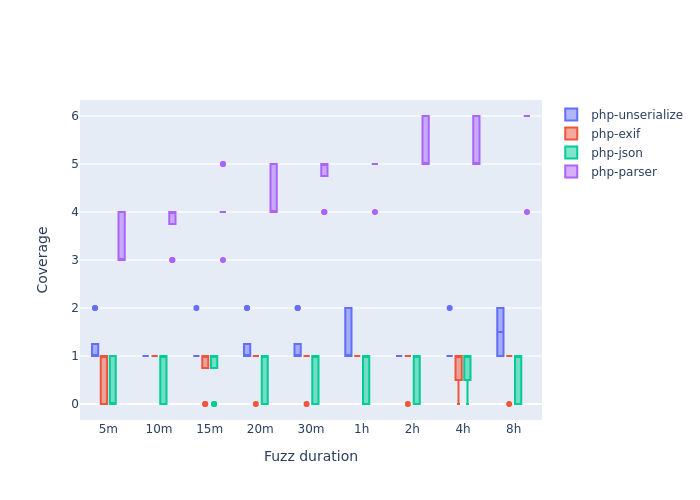 6
5
4
3
2
1
0
Coverage
5m
10m
15m
20m
30m
1h
2h
4h
8h
Fuzz duration
php-unserialize
php-exif
php-json
php-parser